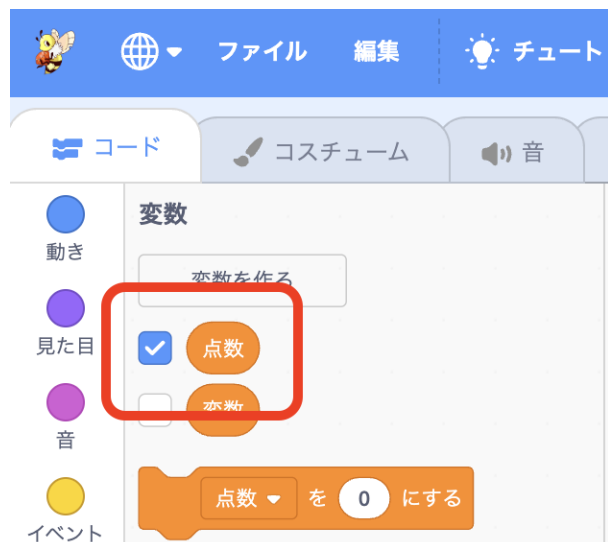 ファイル 編集 チュート
コード コスチューム 音
変数
動き
変数を作る
見た目
点数
変数
音
点数 を 0 にする
イベント